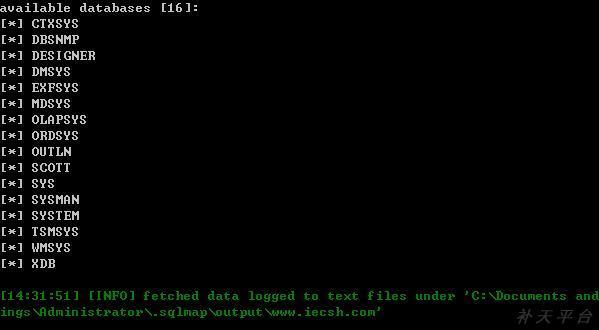 available databases [16]:
[*] CTXSYS
[*] DBSNMP
[*] DESIGNER
[*] DMSYS
[*] EXFSYS
[*] MDSYS
[*] OLAPSYS
[*] ORDSYS
[*] OUTLN
[*] SCOTT
[*] SYS
[*] SYSMAN
[*] SYSTEM
[*] TSMSYS
[*] WMSYS
[*] XDB
[14:31:51] [INFO] fetched data logged to text files under 'C:\Documents and
ings\Administrator\.sqlmap\output\www.iecsh.com'
补天平台